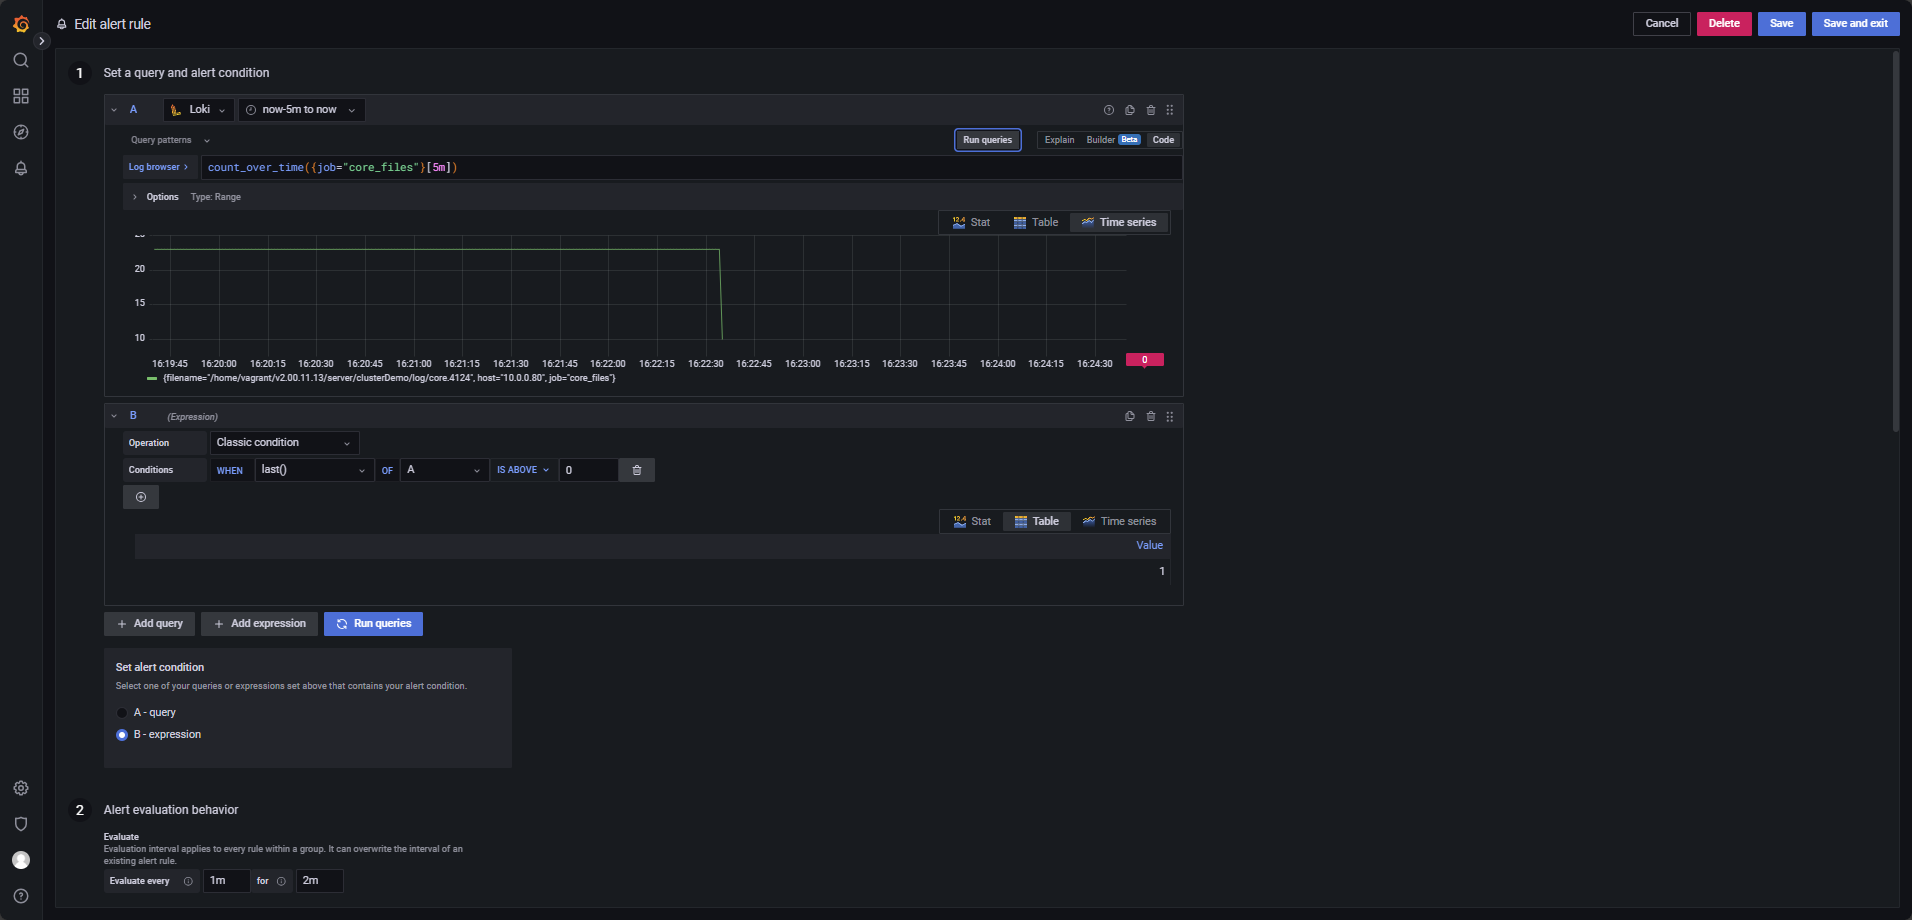 Edit alert rule
Cancel Delete Save Save and exit
1 Set a query and alert condition
A Loki now-5m to now
Query patterns Run queries Explain Builder Beta Code
Log browser > count_over_time({job="core_files"}[5m])
Options Type: Range
12.4 Stat Table Time series
20
15
10
16:19:45 16:20:00 16:20:15 16:20:30 16:20:45 16:21:00 16:21:15 16:21:30 16:21:45 16:22:00 16:22:15 16:22:30 16:22:45 16:23:00 16:23:15 16:23:30 16:23:45 16:24:00 16:24:15 16:24:30 0
{filename="/home/vagrant/v2.00.11.13/server/clusterDemo/log/core.4124", host="10.0.0.80", job="core_files"}
B (Expression)
Operation Classic condition
Conditions WHEN last() OF A IS ABOVE 0
12.4 Stat Table Time series
Value
1
+ Add query + Add expression Run queries
Set alert condition
Select one of your queries or expressions set above that contains your alert condition.
A - query
B - expression
2 Alert evaluation behavior
Evaluate
Evaluation interval applies to every rule within a group. It can overwrite the interval of an
existing alert rule.
Evaluate every 1m for 2m